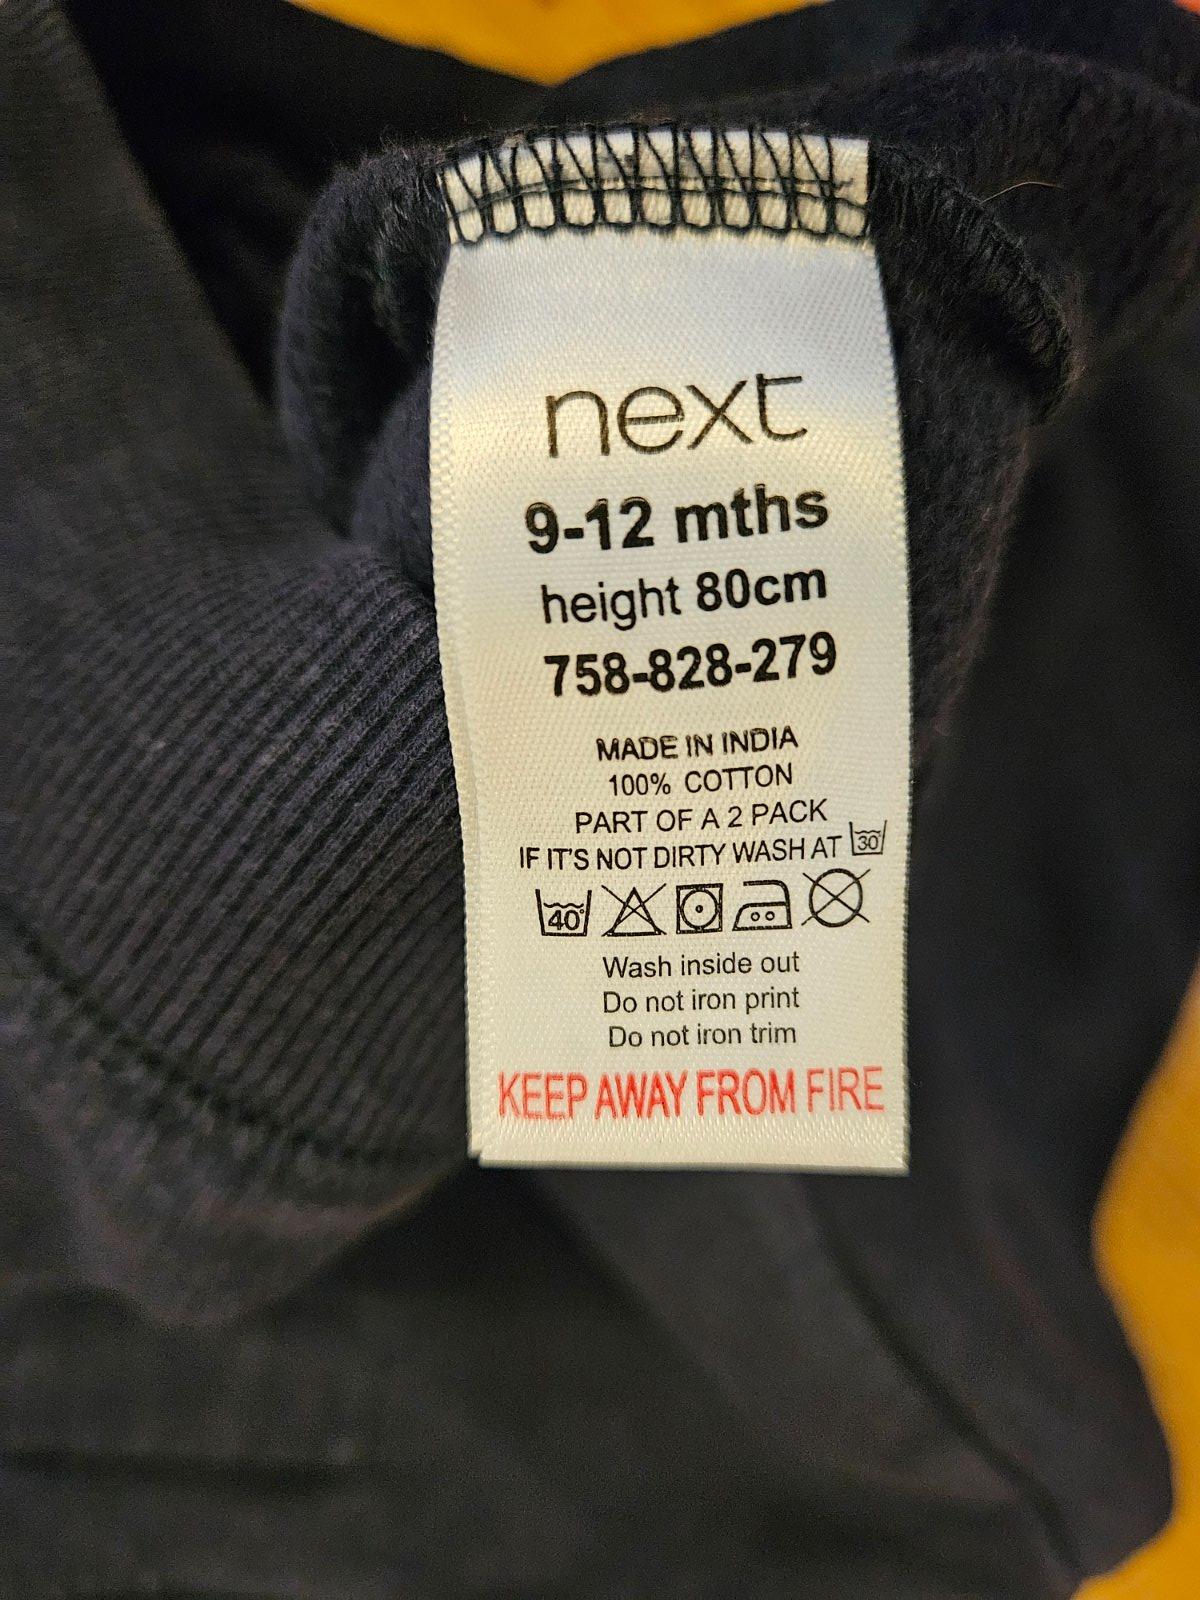 next
9-12 mths
height 80cm
758-828-279
MADE IN INDIA
100% COTTON
PART OF A 2 PACK
IF IT'S NOT DIRTY WASH AT 30
40°
Wash inside out
Do not iron print
Do not iron trim
KEEP AWAY FROM FIRE